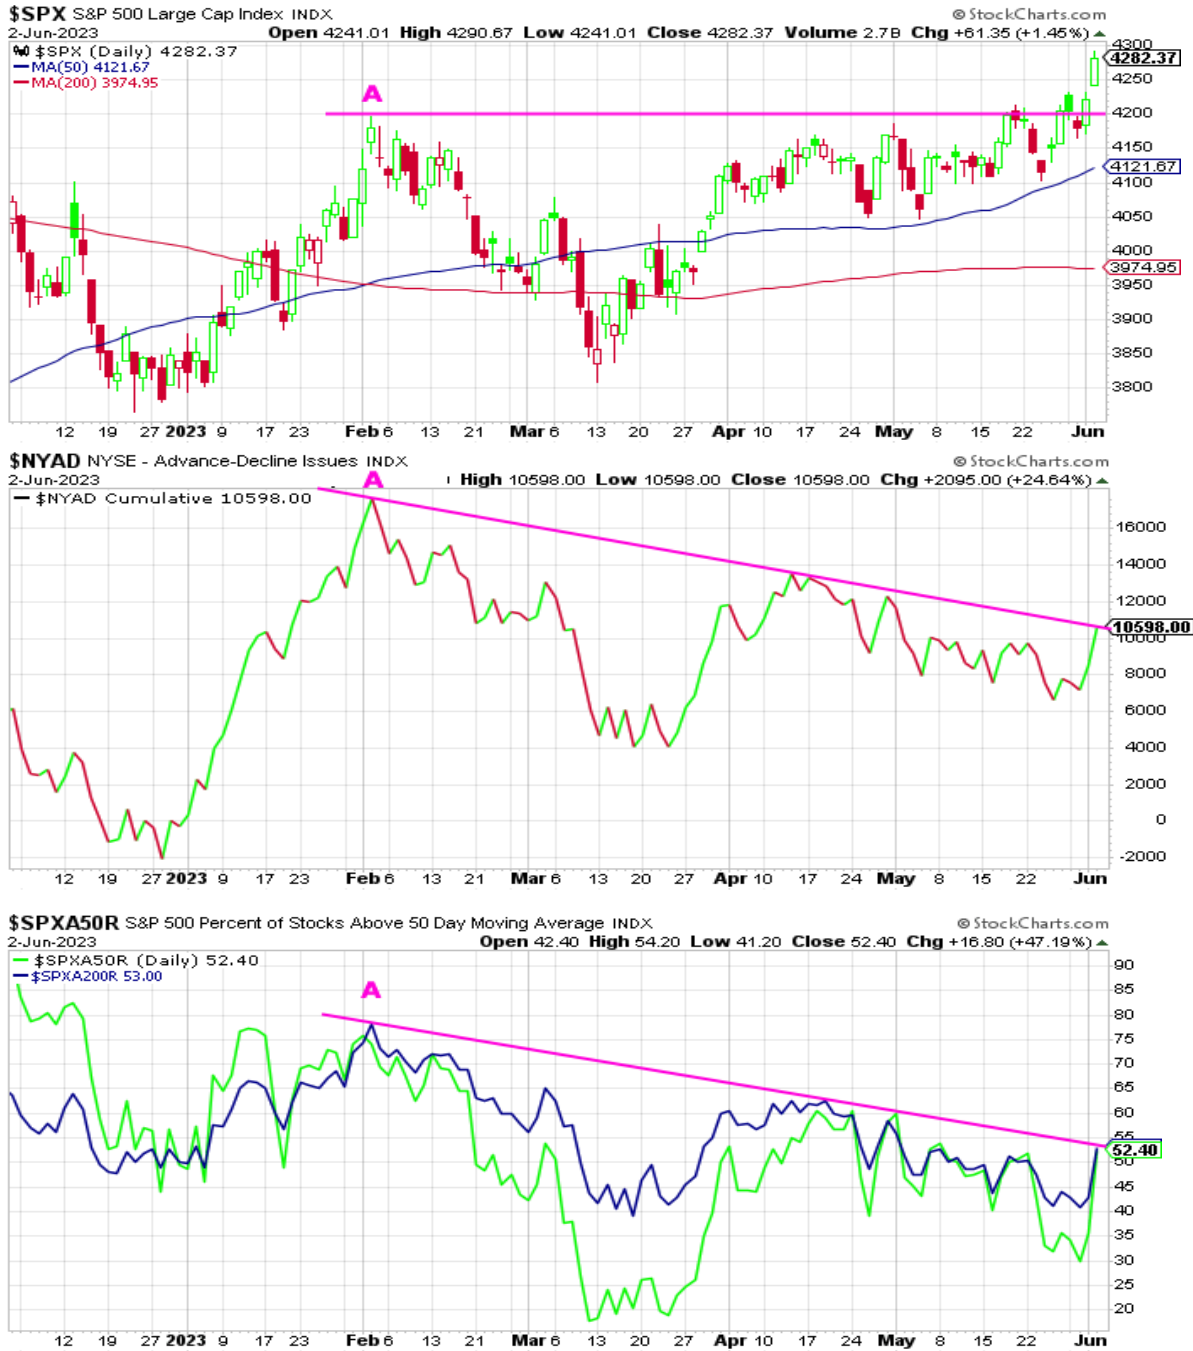 $SPX S&P 500 Large Cap Index INDX © StockCharts.com
2-Jun-2023 Open 4241.01 High 4290.67 Low 4241.01 Close 4282.37 Volume 2.7B Chg +61.35 (+1.45%)
$SPX (Daily) 4282.37
MA(50) 4121.67
MA(200) 3974.95
A
4300
4282.37
4250
4200
4150
4121.67
4100
4050
4000
3974.95
3950
3900
3850
3800
12 19 27 2023 9 17 23 Feb 6 13 21 Mar 6 13 20 27 Apr 10 17 24 May 8 15 22 Jun
$NYAD NYSE - Advance-Decline Issues INDX © StockCharts.com
2-Jun-2023 High 10598.00 Low 10598.00 Close 10598.00 Chg +2095.00 (+24.64%)
$NYAD Cumulative 10598.00
A
16000
14000
12000
10598.00
10000
8000
6000
4000
2000
0
-2000
12 19 27 2023 9 17 23 Feb 6 13 21 Mar 6 13 20 27 Apr 10 17 24 May 8 15 22 Jun
$SPXA50R S&P 500 Percent of Stocks Above 50 Day Moving Average INDX © StockCharts.com
2-Jun-2023 Open 42.40 High 54.20 Low 41.20 Close 52.40 Chg +16.80 (+47.19%)
$SPXA50R (Daily) 52.40
$SPXA200R 53.00
A
90
85
80
75
70
65
60
55
52.40
50
45
40
35
30
25
20
12 19 27 2023 9 17 23 Feb 6 13 21 Mar 6 13 20 27 Apr 10 17 24 May 8 15 22 Jun